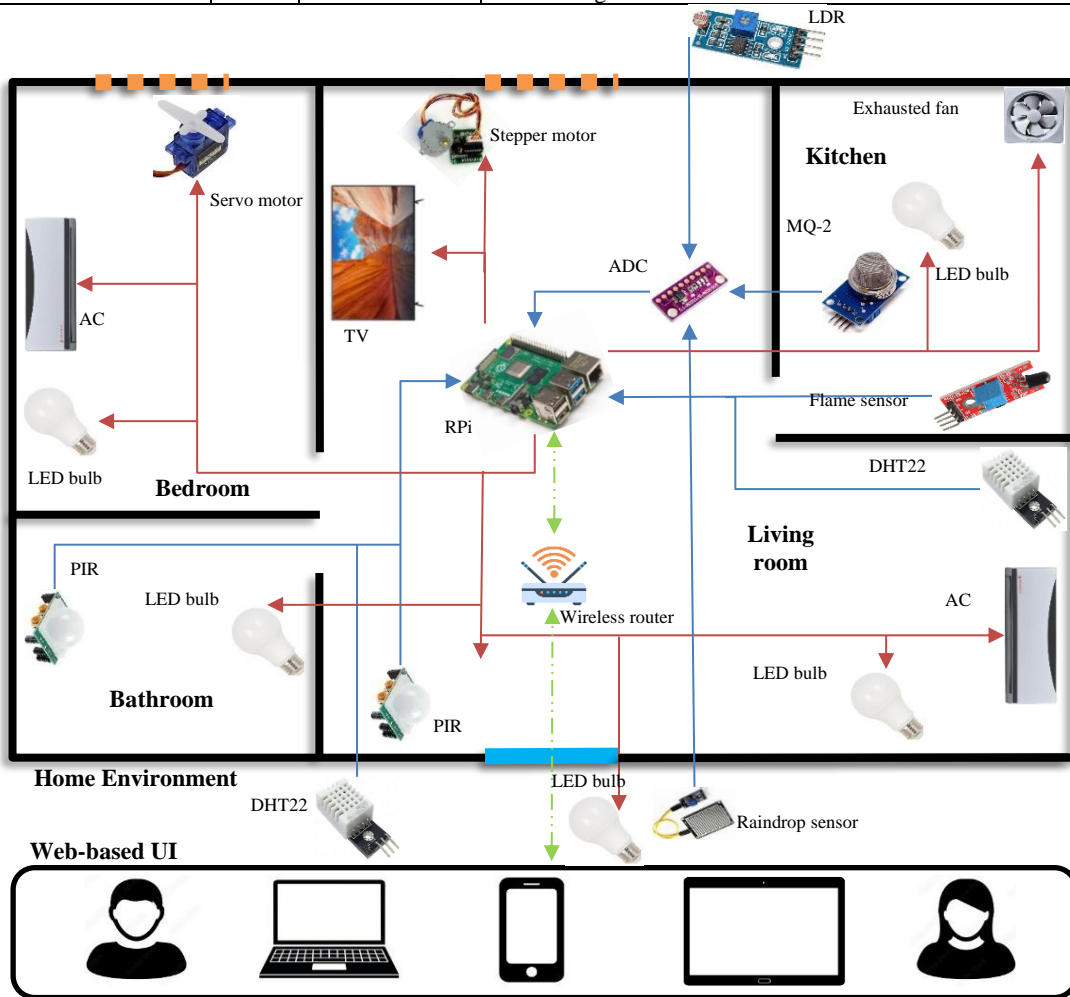 LDR
Exhausted fan
Stepper motor
Kitchen
Servo motor
MQ-2
ADC
LED bulb
AC
TV
Flame sensor
RPi
DHT22
LED bulb
Bedroom
Living
room
PIR
LED bulb
AC
Wireless router
LED bulb
Bathroom
PIR
Home Environment
LED bulb
DHT22
Raindrop sensor
Web-based UI